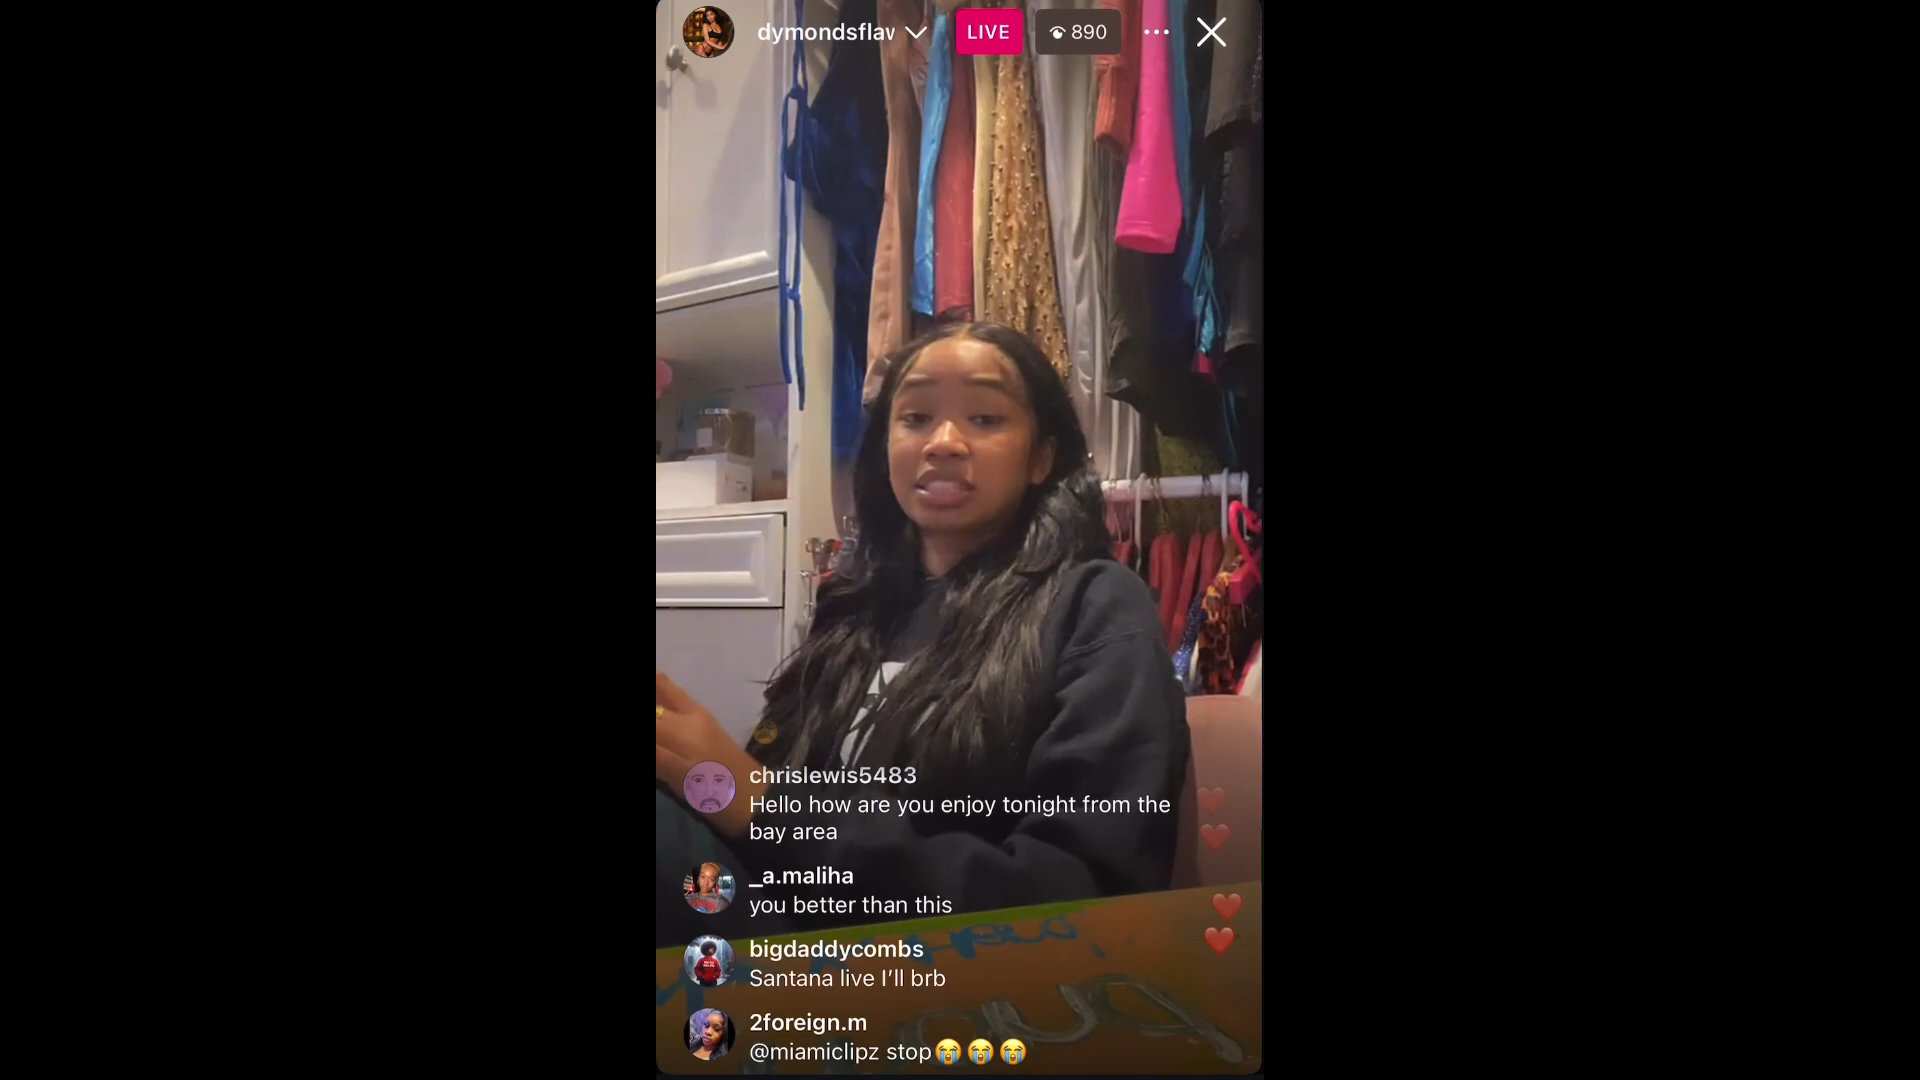 dymondsflav
LIVE
890
chrislewis5483
Hello how are you enjoy tonight from the
bay area
_a.maliha
you better than this
bigdaddycombs
Santana live I’ll brb
2foreign.m
@miamiclipz stop😭😭😭